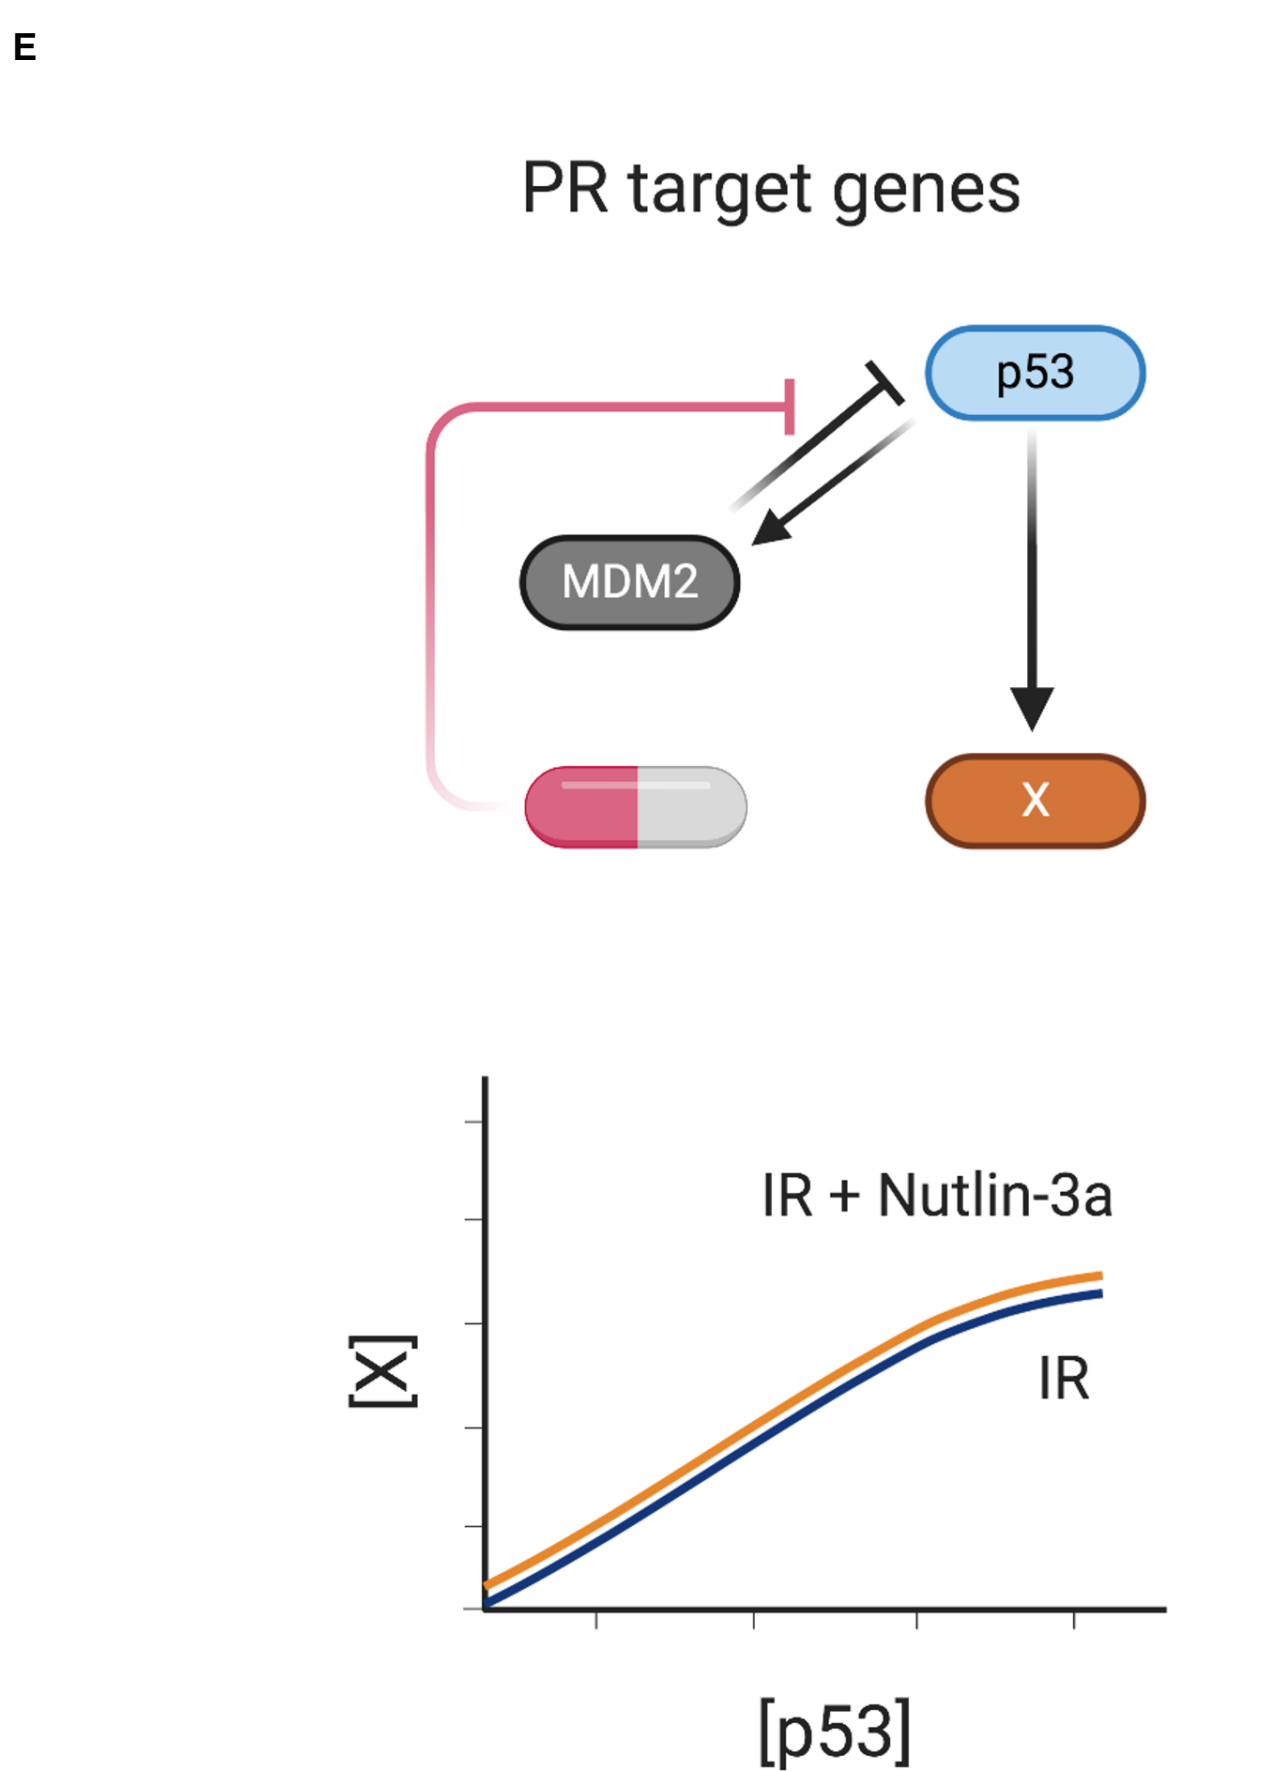 E
PR target genes
p53
MDM2
X
IR + Nutlin-3a
[X]
IR
[p53]